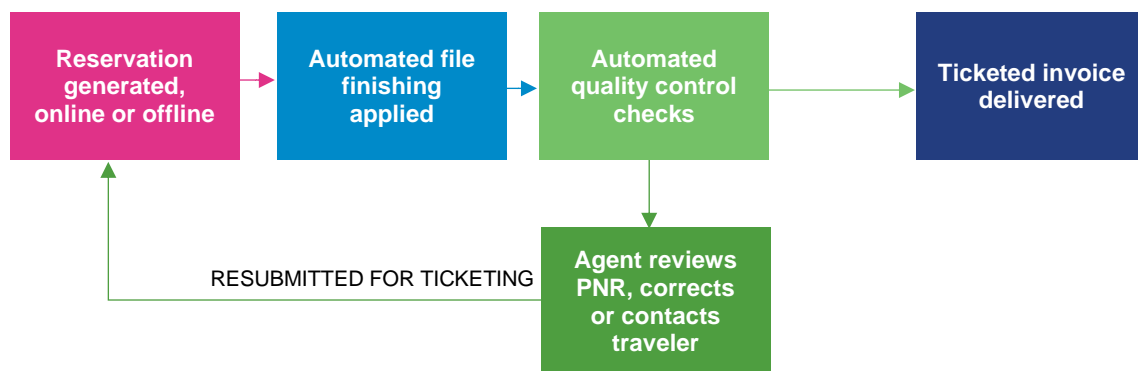 Reservation
generated,
online or offline
Automated file
finishing
applied
Automated
quality control
checks
Ticketed invoice
delivered
RESUBMITTED FOR TICKETING
Agent reviews
PNR, corrects
or contacts
traveler